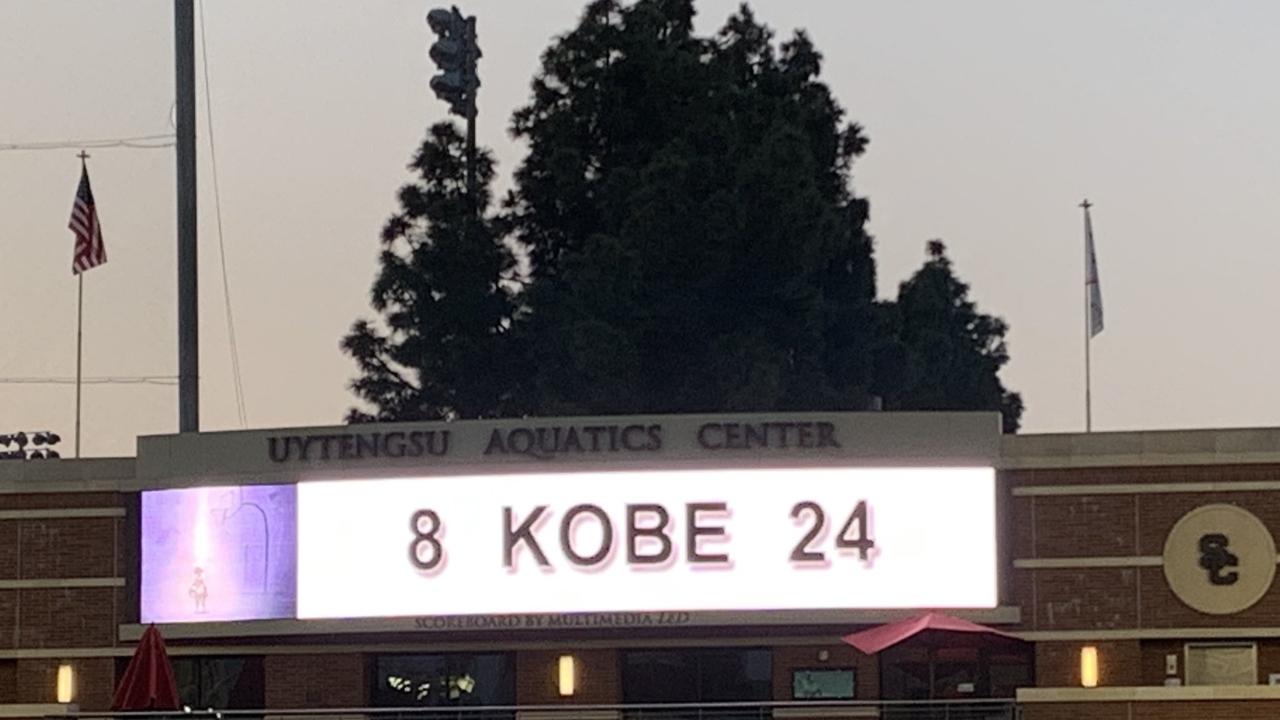 UYTENGSU AQUATICS CENTER
8 KOBE 24
SC
SCOREBOARD BY MULTIMEDIA LED